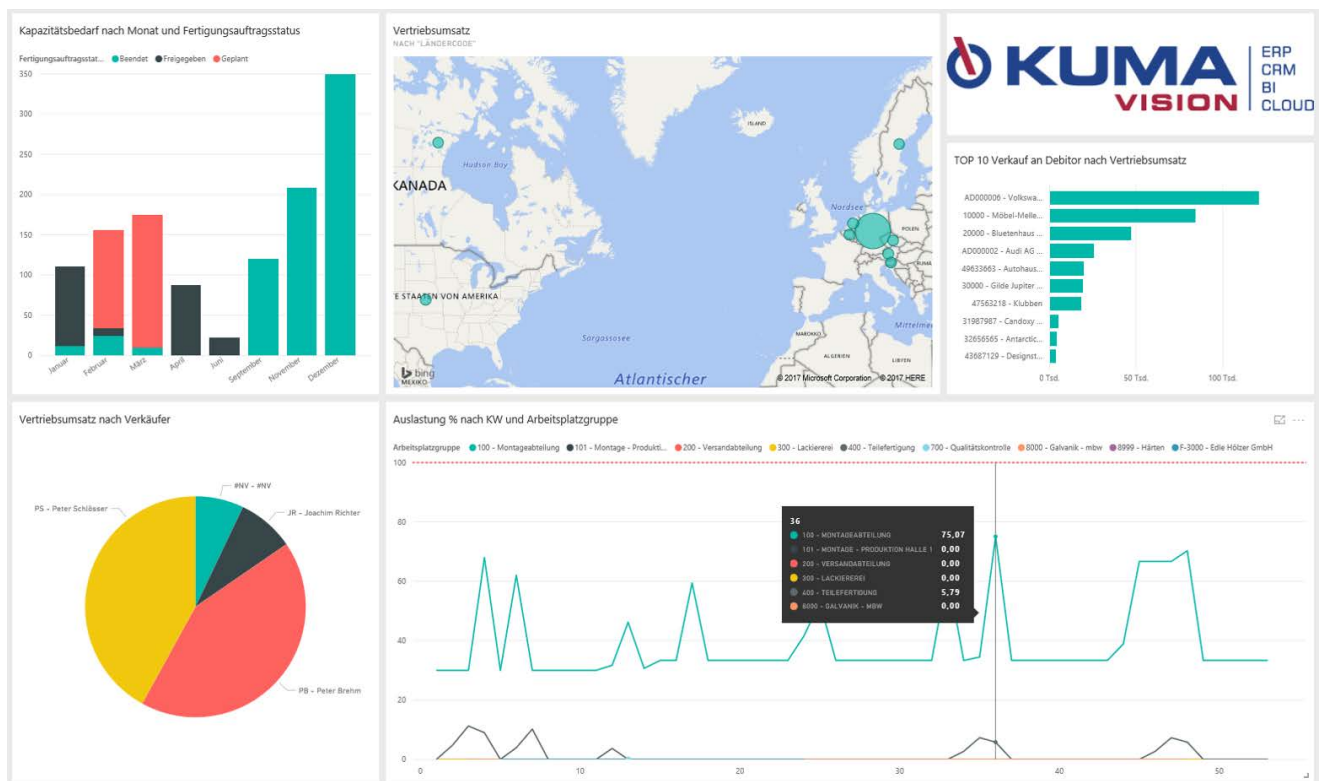 Kapazitätsbedarf nach Monat und Fertigungsauftragsstatus
Fertigungsauftragsstat... Beendet Freigegeben Geplant
350
300
250
200
150
100
50
0
Januar Februar März April Juni September November Dezember
Vertriebsumsatz
NACH "LÄNDERCODE"
ISLAND
Hudson Bay
KANADA
Nordsee
POLEN
RUMÄ
E STAATEN VON AMERIKA
Sargassosee
MAROKKO
Mittelme
ALGERIEN
LIBYEN
bing
MEXIKO
Atlantischer
© 2017 Microsoft Corporation © 2017 HERE
KUMA
VISION
ERP
CRM
BI
CLOUD
TOP 10 Verkauf an Debitor nach Vertriebsumsatz
AD000006 - Volkswa...
10000 - Möbel-Melle...
20000 - Bluetenhaus ...
AD000002 - Audi AG ...
49633663 - Autohaus...
30000 - Gilde Jupiter ...
47563218 - Klubben
31987987 - Candoxy ...
32656565 - Antarctic...
43687129 - Designst...
0 Tsd. 50 Tsd. 100 Tsd.
Vertriebsumsatz nach Verkäufer
#NV - #NV
PS - Peter Schlösser
JR - Joachim Richter
PB - Peter Brehm
Auslastung % nach KW und Arbeitsplatzgruppe
Arbeitsplatzgruppe 100 - Montageabteilung 101 - Montage - Produkti... 200 - Versandabteilung 300 - Lackiererei 400 - Teilefertigung 700 - Qualitätskontrolle 8000 - Galvanik - mbw 8999 - Härten F-3000 - Edle Hölzer GmbH
100
80
60
40
20
0
36
100 - MONTAGEABTEILUNG 75,07
101 - MONTAGE - PRODUKTION HALLE 1 0,00
200 - VERSANDABTEILUNG 0,00
300 - LACKIEREREI 0,00
400 - TEILEFERTIGUNG 5,79
8000 - GALVANIK - MBW 0,00
0 10 20 30 40 50